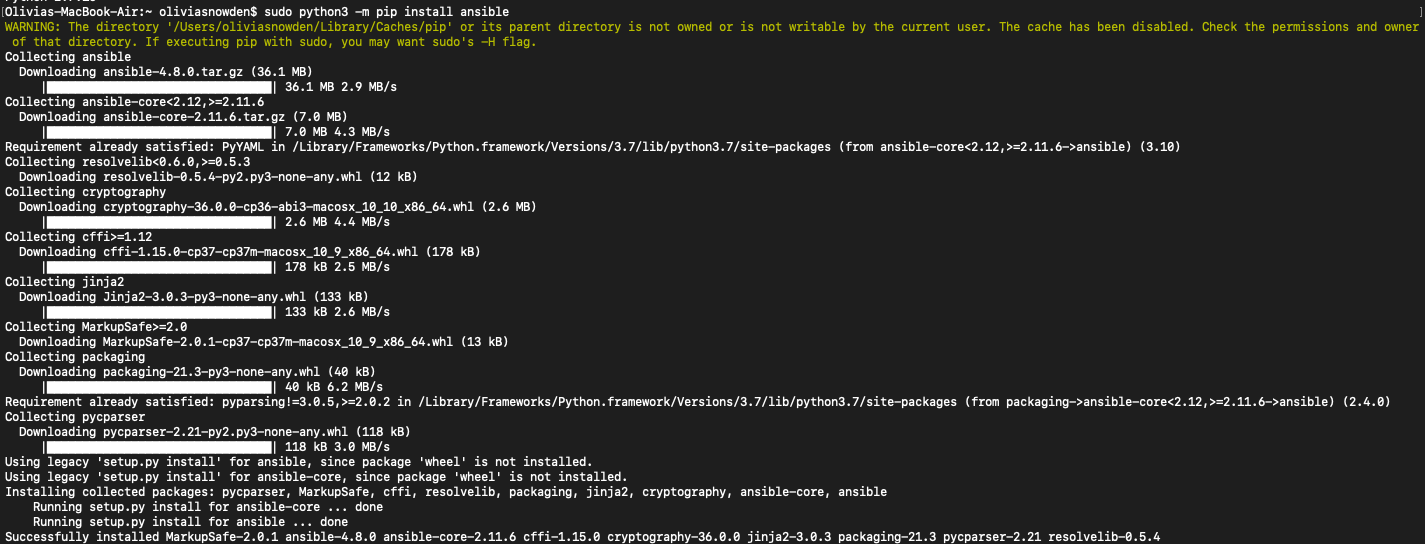 Olivias-MacBook-Air:~ oliviasnowden$ sudo python3 -m pip install ansible
WARNING: The directory '/Users/oliviasnowden/Library/Caches/pip' or its parent directory is not owned or is not writable by the current user. The cache has been disabled. Check the permissions and owner
of that directory. If executing pip with sudo, you may want sudo's -H flag.
Collecting ansible
Downloading ansible-4.8.0.tar.gz (36.1 MB)
36.1 MB 2.9 MB/s
Collecting ansible-core<2.12,>=2.11.6
Downloading ansible-core-2.11.6.tar.gz (7.0 MB)
7.0 MB 4.3 MB/s
Requirement already satisfied: PyYAML in /Library/Frameworks/Python.framework/Versions/3.7/lib/python3.7/site-packages (from ansible-core<2.12,>=2.11.6->ansible) (3.10)
Collecting resolvelib<0.6.0,>=0.5.3
Downloading resolvelib-0.5.4-py2.py3-none-any.whl (12 kB)
Collecting cryptography
Downloading cryptography-36.0.0-cp36-abi3-macosx_10_10_x86_64.whl (2.6 MB)
2.6 MB 4.4 MB/s
Collecting cffi>=1.12
Downloading cffi-1.15.0-cp37-cp37m-macosx_10_9_x86_64.whl (178 kB)
178 kB 2.5 MB/s
Collecting jinja2
Downloading Jinja2-3.0.3-py3-none-any.whl (133 kB)
133 kB 2.6 MB/s
Collecting MarkupSafe>=2.0
Downloading MarkupSafe-2.0.1-cp37-cp37m-macosx_10_9_x86_64.whl (13 kB)
Collecting packaging
Downloading packaging-21.3-py3-none-any.whl (40 kB)
40 kB 6.2 MB/s
Requirement already satisfied: pyparsing!=3.0.5,>=2.0.2 in /Library/Frameworks/Python.framework/Versions/3.7/lib/python3.7/site-packages (from packaging->ansible-core<2.12,>=2.11.6->ansible) (2.4.0)
Collecting pycparser
Downloading pycparser-2.21-py2.py3-none-any.whl (118 kB)
118 kB 3.0 MB/s
Using legacy 'setup.py install' for ansible, since package 'wheel' is not installed.
Using legacy 'setup.py install' for ansible-core, since package 'wheel' is not installed.
Installing collected packages: pycparser, MarkupSafe, cffi, resolvelib, packaging, jinja2, cryptography, ansible-core, ansible
Running setup.py install for ansible-core ... done
Running setup.py install for ansible ... done
Successfully installed MarkupSafe-2.0.1 ansible-4.8.0 ansible-core-2.11.6 cffi-1.15.0 cryptography-36.0.0 jinja2-3.0.3 packaging-21.3 pycparser-2.21 resolvelib-0.5.4